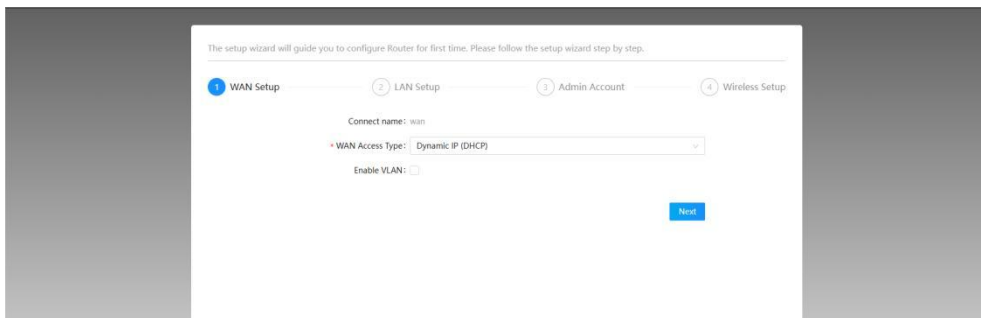 The setup wizard will guide you to configure Router for first time. Please follow the setup wizard step by step.
1 WAN Setup 2 LAN Setup 3 Admin Account 4 Wireless Setup
Connect name: wan
* WAN Access Type: Dynamic IP (DHCP)
Enable VLAN:
Next